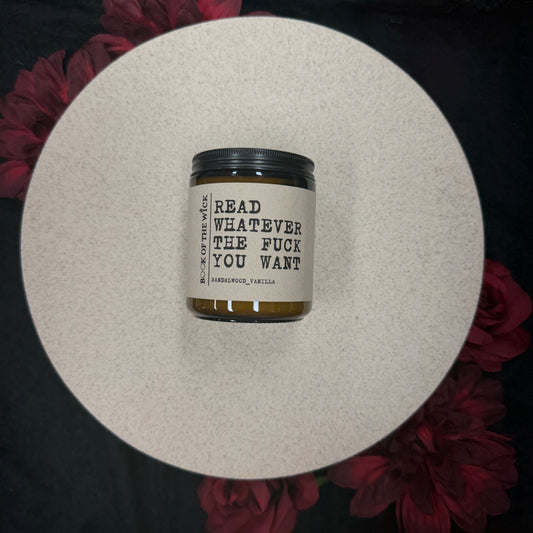 BOOK OF THE WICK
READ
WHATEVER
THE FUCK
YOU WANT
SANDALWOOD_VANILLA